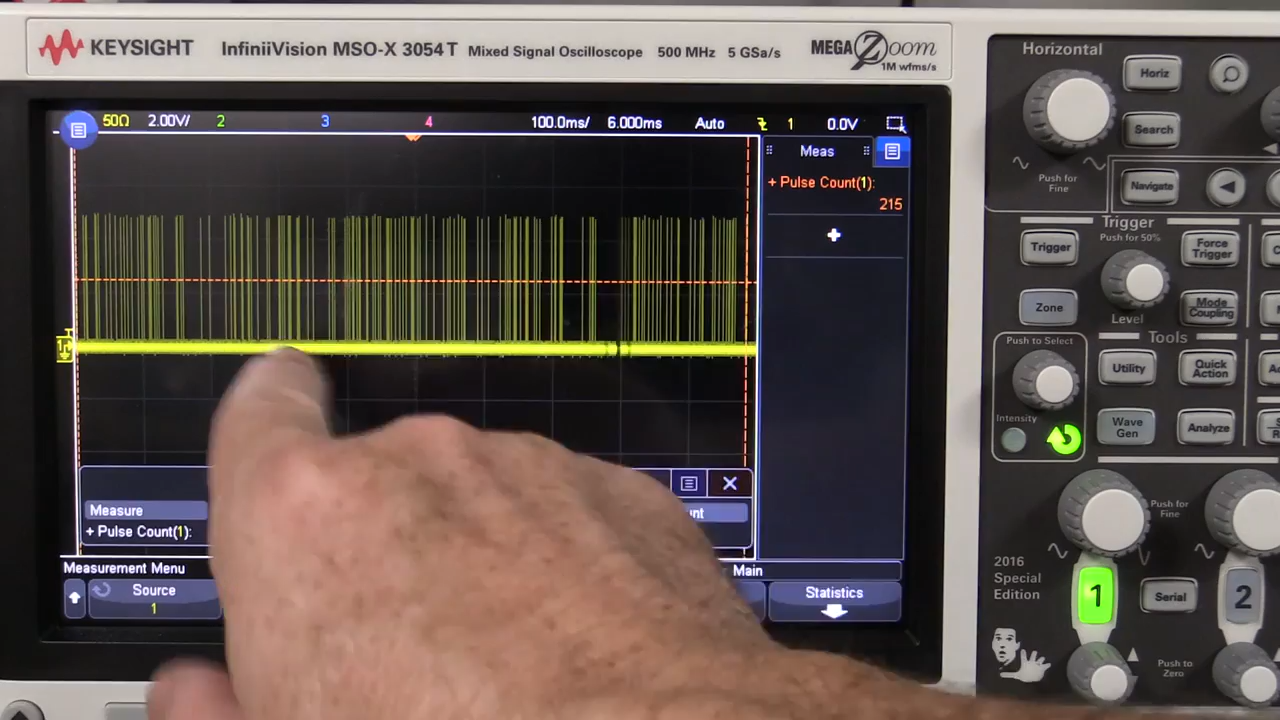 KEYSIGHT InfiniiVision MSO-X 3054T Mixed Signal Oscilloscope 500 MHz 5 GSa/s MEGA Zoom
1M wfms/s
50Ω 2.00V/ 2 3 4 100.0ms/ 6.000ms Auto 1 0.0V
Meas
+ Pulse Count(1):
215
Measure
+ Pulse Count(1):
Measurement Menu
Main
Source
1
Statistics
Horizontal
Horiz
Search
Push for
Fine
Navigate
Trigger
Push for 50%
Trigger
Force
Trigger
Zone
Level
Mode
Coupling
Push to Select
Tools
Utility
Quick
Action
Intensity
Wave
Gen
Analyze
Push for
Fine
2016
Special
Edition
1
Serial
2
Push to
Zero